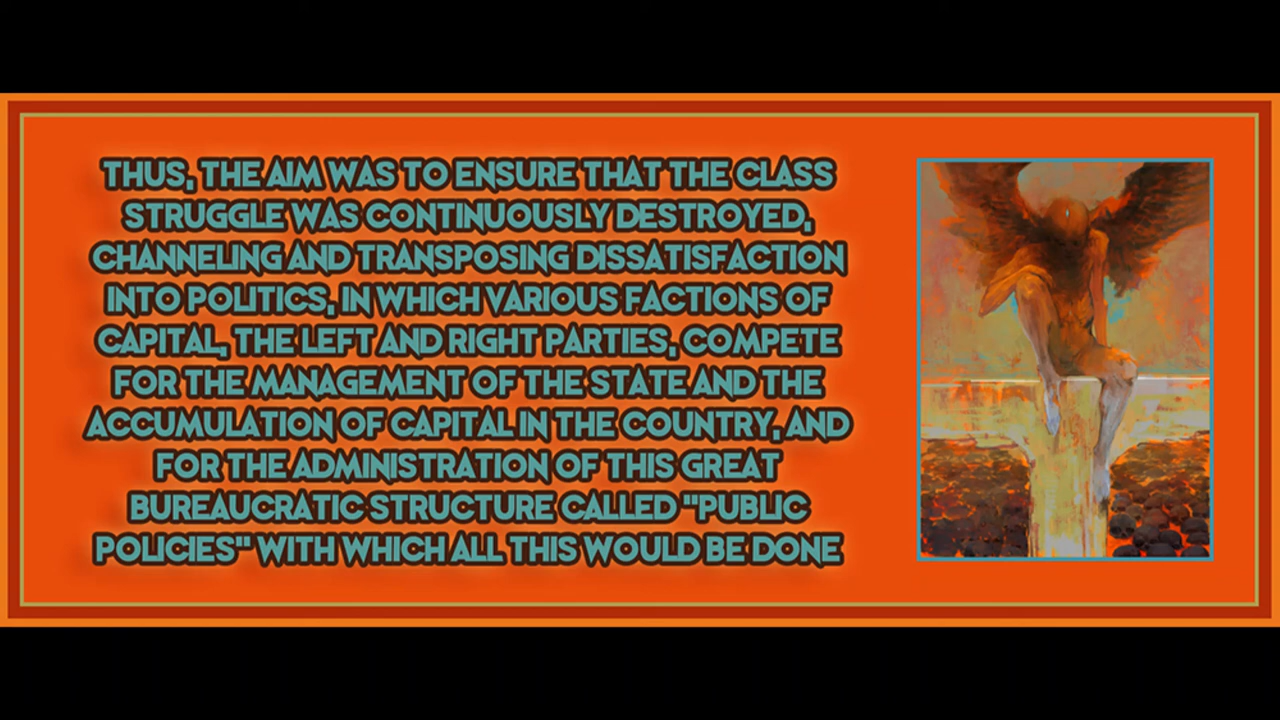 THUS, THE AIM WAS TO ENSURE THAT THE CLASS
STRUGGLE WAS CONTINUOUSLY DESTROYED,
CHANNELING AND TRANSPOSING DISSATISFACTION
INTO POLITICS, IN WHICH VARIOUS FACTIONS OF
CAPITAL, THE LEFT AND RIGHT PARTIES, COMPETE
FOR THE MANAGEMENT OF THE STATE AND THE
ACCUMULATION OF CAPITAL IN THE COUNTRY, AND
FOR THE ADMINISTRATION OF THIS GREAT
BUREAUCRATIC STRUCTURE CALLED "PUBLIC
POLICIES" WITH WHICH ALL THIS WOULD BE DONE